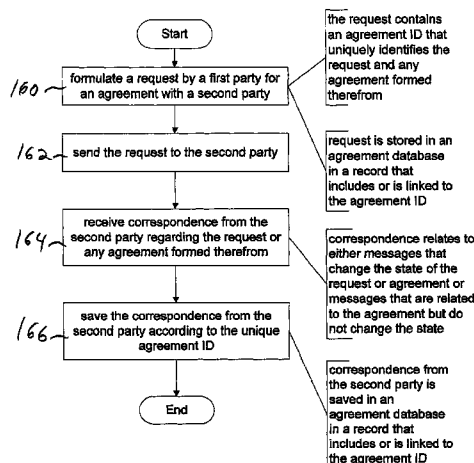 Start
the request contains
an agreement ID that
uniquely identifies the
request and any
agreement formed
therefrom
160
formulate a request by a first party for
an agreement with a second party
request is stored in an
agreement database
in a record that
includes or is linked to
the agreement ID
162
send the request to the second party
164
receive correspondence from the
second party regarding the request or
any agreement formed therefrom
correspondence relates to
either messages that
change the state of the
request or agreement or
messages that are related
to the agreement but do
not change the state
166
save the correspondence from the
second party according to the unique
agreement ID
correspondence from
the second party is
saved in an
agreement database
in a record that
includes or is linked to
the agreement ID
End